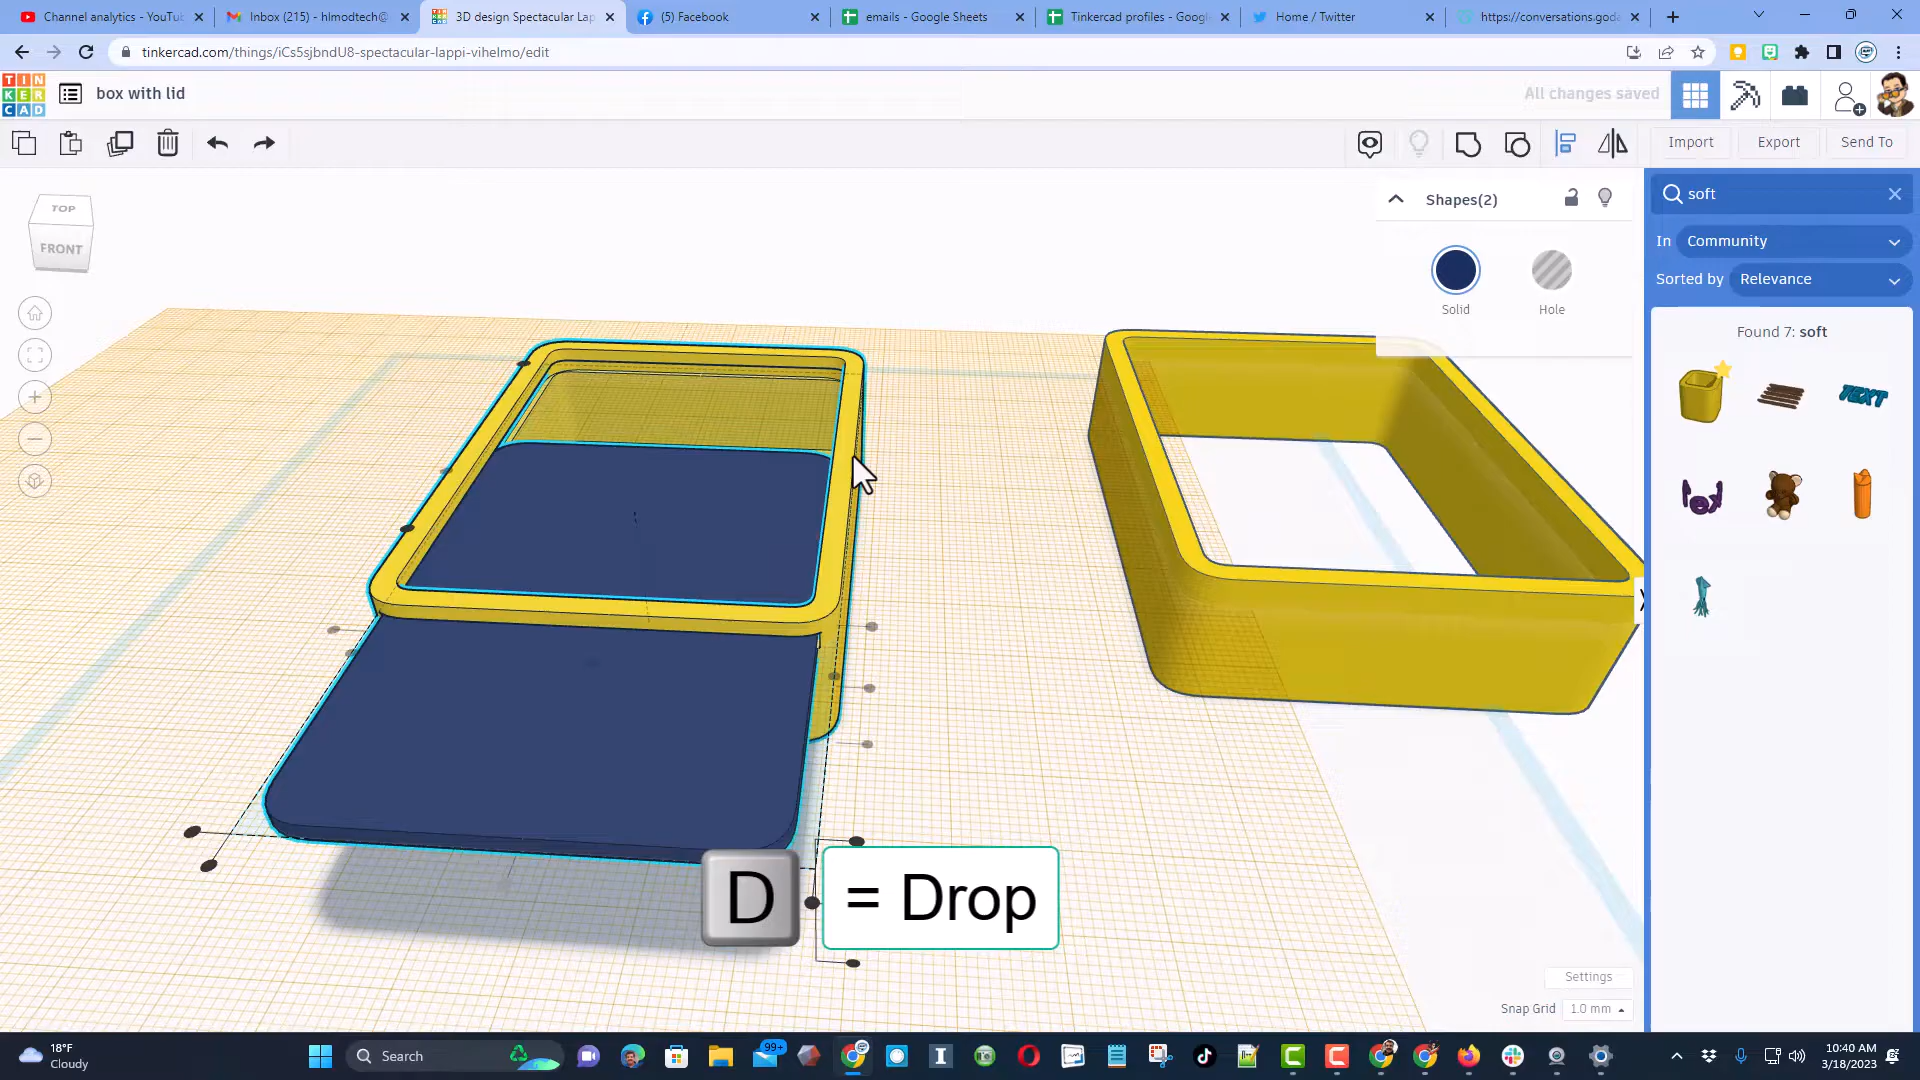 Channel analytics - YouTu
Inbox (215) - hlmodtech@
3D design Spectacular Lap
(5) Facebook
emails - Google Sheets
Tinkercad profiles - Googl
Home / Twitter
https://conversations.goda
tinkercad.com/things/iCs5sjbndU8-spectacular-lappi-vihelmo/edit
TIN
KER
CAD
box with lid
All changes saved
Import
Export
Send To
TOP
FRONT
Shapes(2)
Solid
Hole
soft
In Community
Sorted by Relevance
Found 7: soft
TEXT
D = Drop
Settings
Snap Grid 1.0 mm
18°F
Cloudy
Search
99+
10:40 AM
3/18/2023